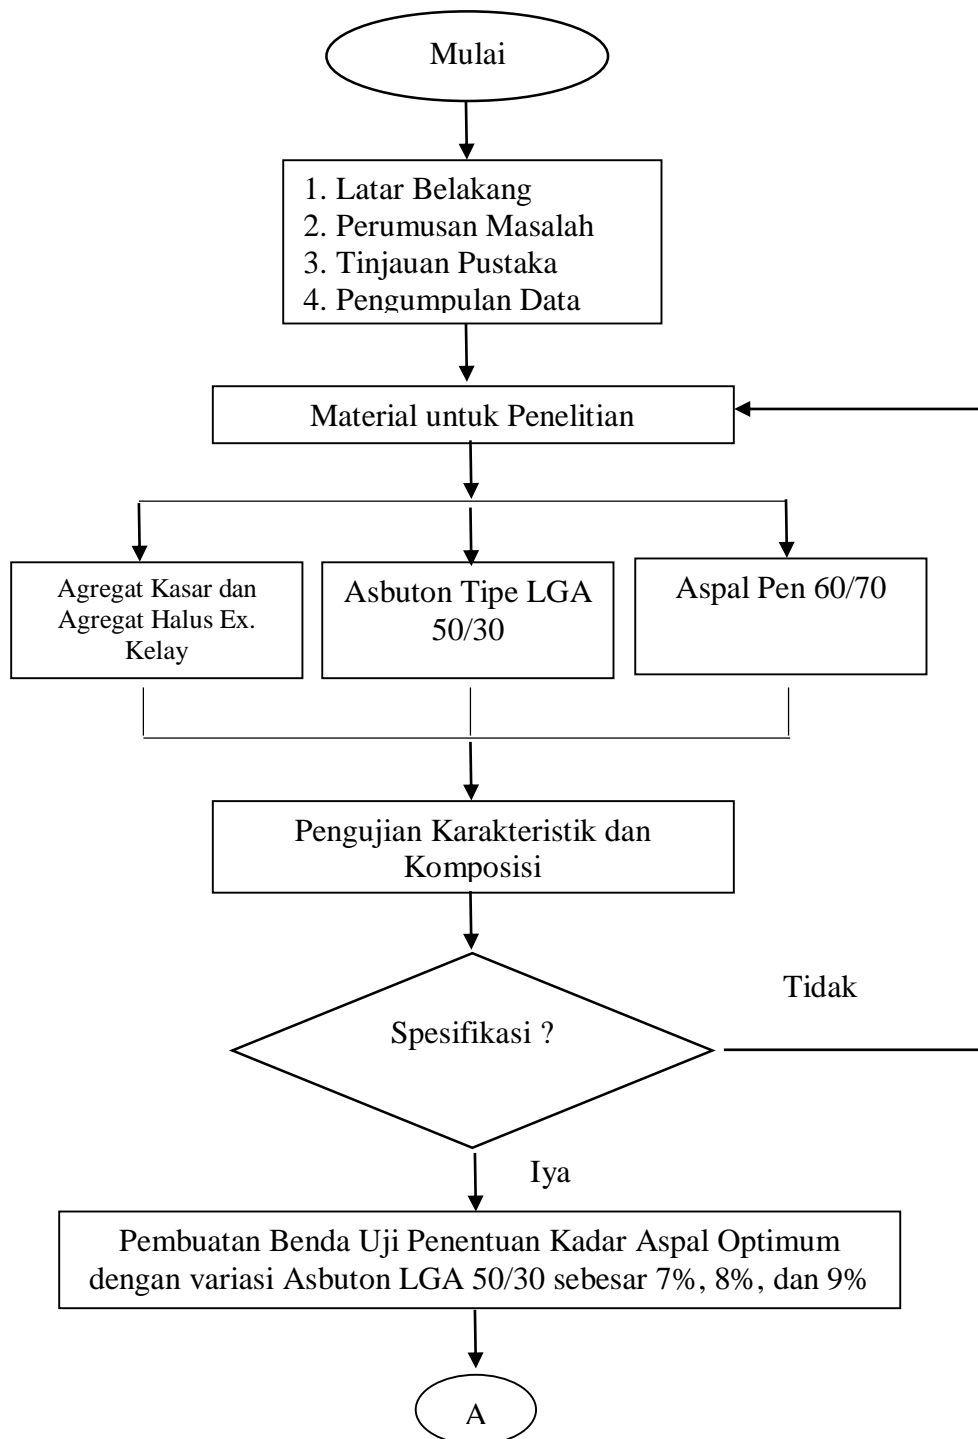 Mulai
1. Latar Belakang
2. Perumusan Masalah
3. Tinjauan Pustaka
4. Pengumpulan Data
Material untuk Penelitian
Agregat Kasar dan
Agregat Halus Ex.
Kelay
Asbuton Tipe LGA
50/30
Aspal Pen 60/70
Pengujian Karakteristik dan
Komposisi
Spesifikasi ?
Tidak
Iya
Pembuatan Benda Uji Penentuan Kadar Aspal Optimum
dengan variasi Asbuton LGA 50/30 sebesar 7%, 8%, dan 9%
A